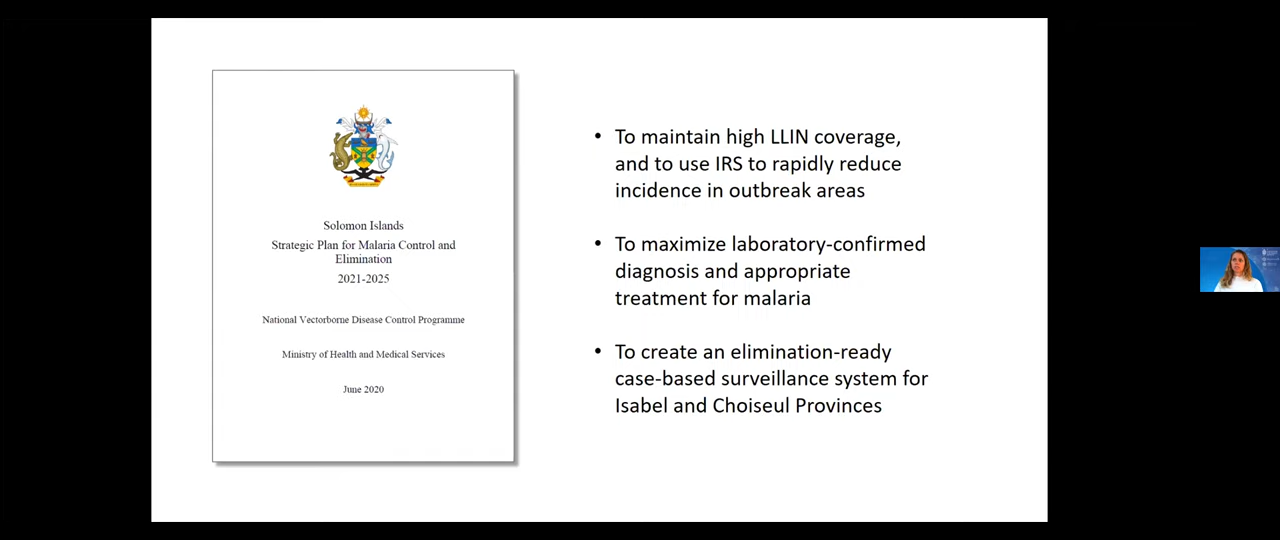 Solomon Islands
Strategic Plan for Malaria Control and
Elimination
2021-2025
National Vectorborne Disease Control Programme
Ministry of Health and Medical Services
June 2020
• To maintain high LLIN coverage,
and to use IRS to rapidly reduce
incidence in outbreak areas
• To maximize laboratory-confirmed
diagnosis and appropriate
treatment for malaria
• To create an elimination-ready
case-based surveillance system for
Isabel and Choiseul Provinces